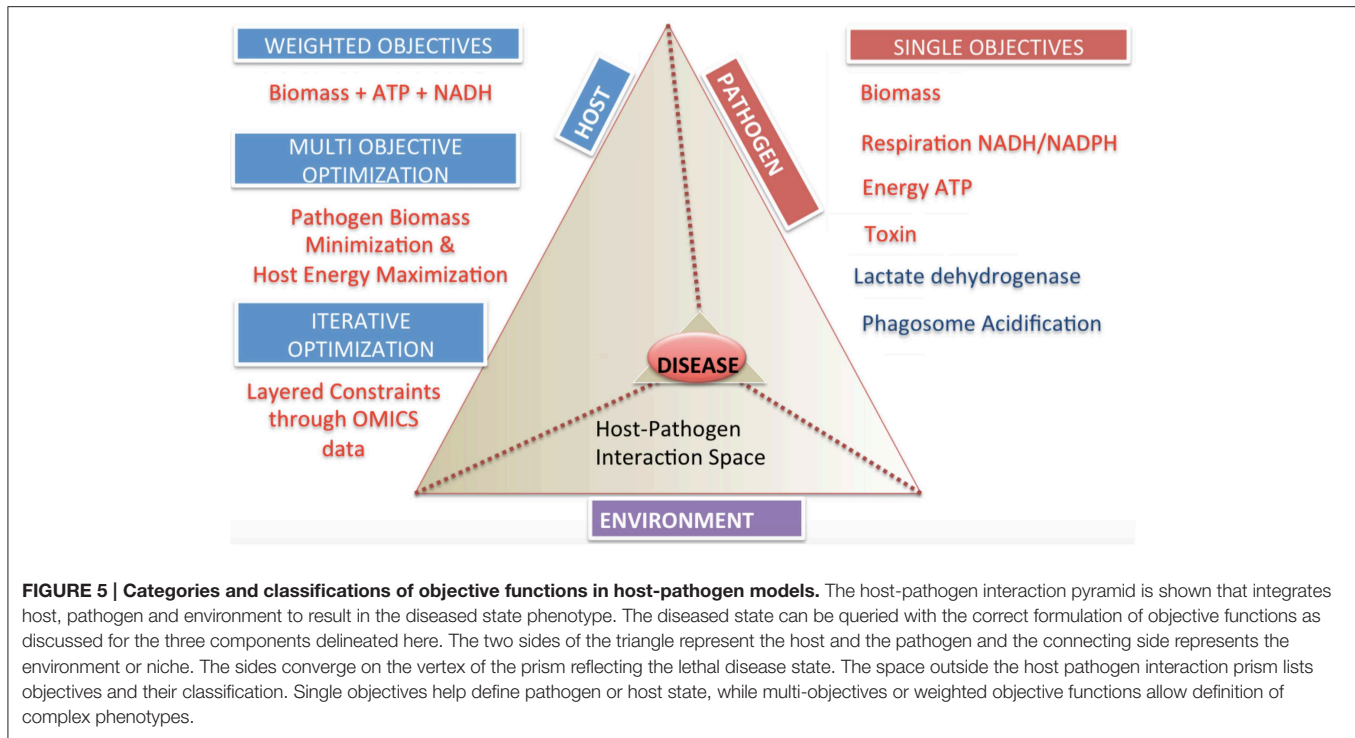 WEIGHTED OBJECTIVES
Biomass + ATP + NADH
MULTI OBJECTIVE
OPTIMIZATION
Pathogen Biomass
Minimization &
Host Energy Maximization
ITERATIVE
OPTIMIZATION
Layered Constraints
through OMICS
data
HOST
PATHOGEN
DISEASE
Host-Pathogen
Interaction Space
ENVIRONMENT
SINGLE OBJECTIVES
Biomass
Respiration NADH/NADPH
Energy ATP
Toxin
Lactate dehydrogenase
Phagosome Acidification
FIGURE 5 | Categories and classifications of objective functions in host-pathogen models. The host-pathogen interaction pyramid is shown that integrates
host, pathogen and environment to result in the diseased state phenotype. The diseased state can be queried with the correct formulation of objective functions as
discussed for the three components delineated here. The two sides of the triangle represent the host and the pathogen and the connecting side represents the
environment or niche. The sides converge on the vertex of the prism reflecting the lethal disease state. The space outside the host pathogen interaction prism lists
objectives and their classification. Single objectives help define pathogen or host state, while multi-objectives or weighted objective functions allow definition of
complex phenotypes.